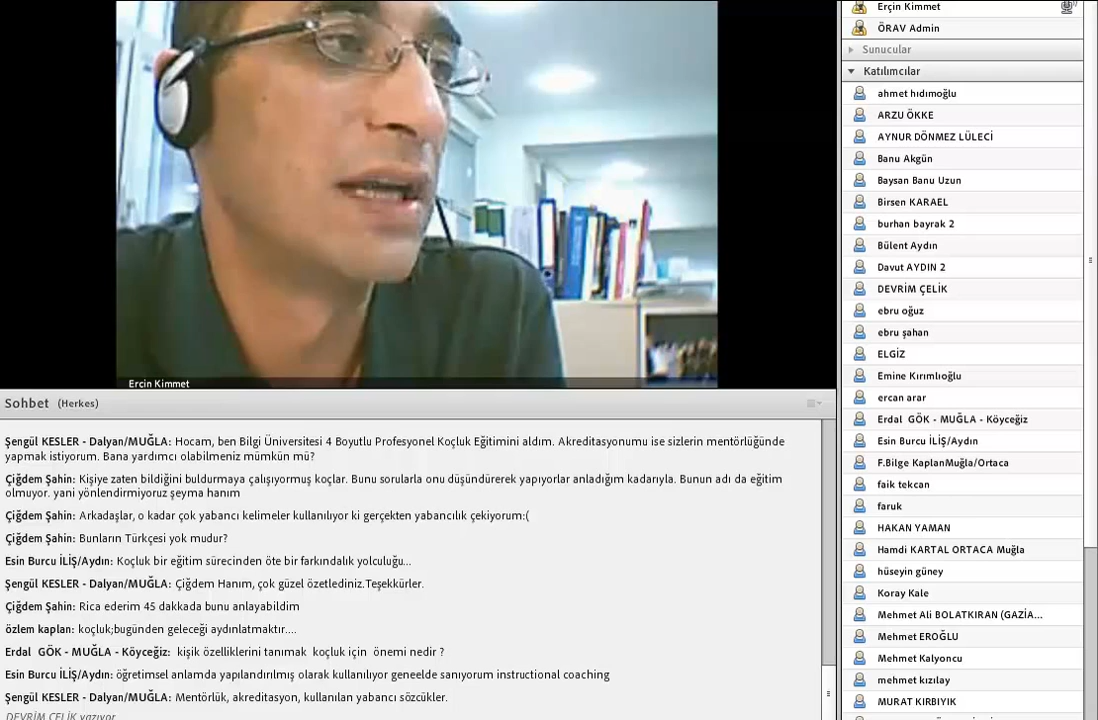 Erçin Kimmet
ÖRAV Admin
Sunucular
Katılımcılar
ahmet hıdımoğlu
ARZU ÖKKE
AYNUR DÖNMEZ LÜLECİ
Banu Akgün
Baysan Banu Uzun
Birsen KARAEL
burhan bayrak 2
Bülent Aydın
Davut AYDIN 2
DEVRİM ÇELİK
ebru oğuz
ebru şahan
ELGİZ
Emine Kırımlıoğlu
ercan arar
Erdal GÖK - MUĞLA - Köyceğiz
Esin Burcu İLİŞ/Aydın
F.Bilge KaplanMuğla/Ortaca
faik tekcan
faruk
HAKAN YAMAN
Hamdi KARTAL ORTACA Muğla
hüseyin güney
Koray Kale
Mehmet Ali BOLATKIRAN (GAZİA...
Mehmet EROĞLU
Mehmet Kalyoncu
mehmet kızılay
MURAT KIRBIYIK
Erçin Kimmet
Sohbet (Herkes)
Şengül KESLER - Dalyan/MUĞLA: Hocam, ben Bilgi Üniversitesi 4 Boyutlu Profesyonel Koçluk Eğitimini aldım. Akreditasyonumu ise sizlerin mentörlüğünde
yapmak istiyorum. Bana yardımcı olabilmeniz mümkün mü?
Çiğdem Şahin: Kişiye zaten bildiğini buldurmaya çalışıyormuş koçlar. Bunu sorularla onu düşündürerek yapıyorlar anladığım kadarıyla. Bunun adı da eğitim
olmuyor. yani yönlendirmiyoruz şeyma hanım
Çiğdem Şahin: Arkadaşlar, o kadar çok yabancı kelimeler kullanılıyor ki gerçekten yabancılık çekiyorum:(
Çiğdem Şahin: Bunların Türkçesi yok mudur?
Esin Burcu İLİŞ/Aydın: Koçluk bir eğitim sürecinden öte bir farkındalık yolculuğu...
Şengül KESLER - Dalyan/MUĞLA: Çiğdem Hanım, çok güzel özetlediniz.Teşekkürler.
Çiğdem Şahin: Rica ederim 45 dakkada bunu anlayabildim
özlem kaplan: koçluk;bugünden geleceği aydınlatmaktır....
Erdal GÖK - MUĞLA - Köyceğiz: kişik özelliklerini tanımak koçluk için önemi nedir ?
Esin Burcu İLİŞ/Aydın: öğretimsel anlamda yapılandırılmış olarak kullanılıyor geneelde sanıyorum instructional coaching
Şengül KESLER - Dalyan/MUĞLA: Mentörlük, akreditasyon, kullanılan yabancı sözcükler.
DEVRİM ÇELİK yazıyor